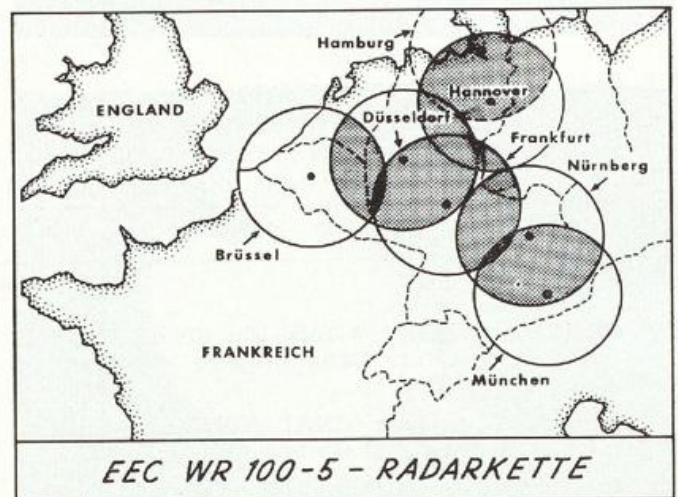 Hamburg
Hannover
ENGLAND
Düsseldorf
Frankfurt
Nürnberg
Brüssel
FRANKREICH
München
EEC WR 100-5 - RADARKETTE